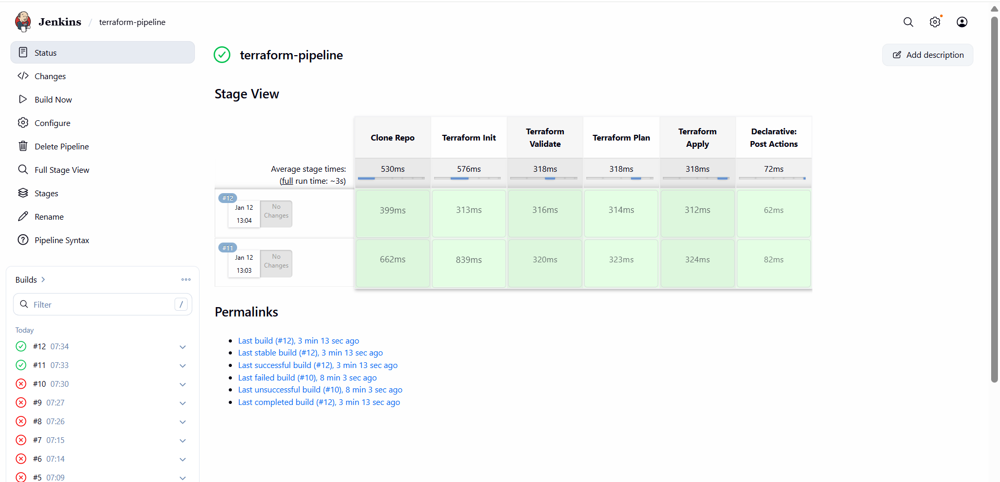 Jenkins / terraform-pipeline
Status
Changes
Build Now
Configure
Delete Pipeline
Full Stage View
Stages
Rename
Pipeline Syntax
Builds
Filter /
Today
#12 07:34
#11 07:33
#10 07:30
#9 07:27
#8 07:26
#7 07:15
#6 07:14
#5 07:09
terraform-pipeline
Add description
Stage View
Clone Repo
Terraform Init
Terraform
Validate
Terraform Plan
Terraform
Apply
Declarative:
Post Actions
Average stage times:
(full run time: ~3s)
530ms 576ms 318ms 318ms 318ms 72ms
#12
Jan 12
13:04
No
Changes
399ms 313ms 316ms 314ms 312ms 62ms
#11
Jan 12
13:03
No
Changes
662ms 839ms 320ms 323ms 324ms 82ms
Permalinks
Last build (#12), 3 min 13 sec ago
Last stable build (#12), 3 min 13 sec ago
Last successful build (#12), 3 min 13 sec ago
Last failed build (#10), 8 min 3 sec ago
Last unsuccessful build (#10), 8 min 3 sec ago
Last completed build (#12), 3 min 13 sec ago